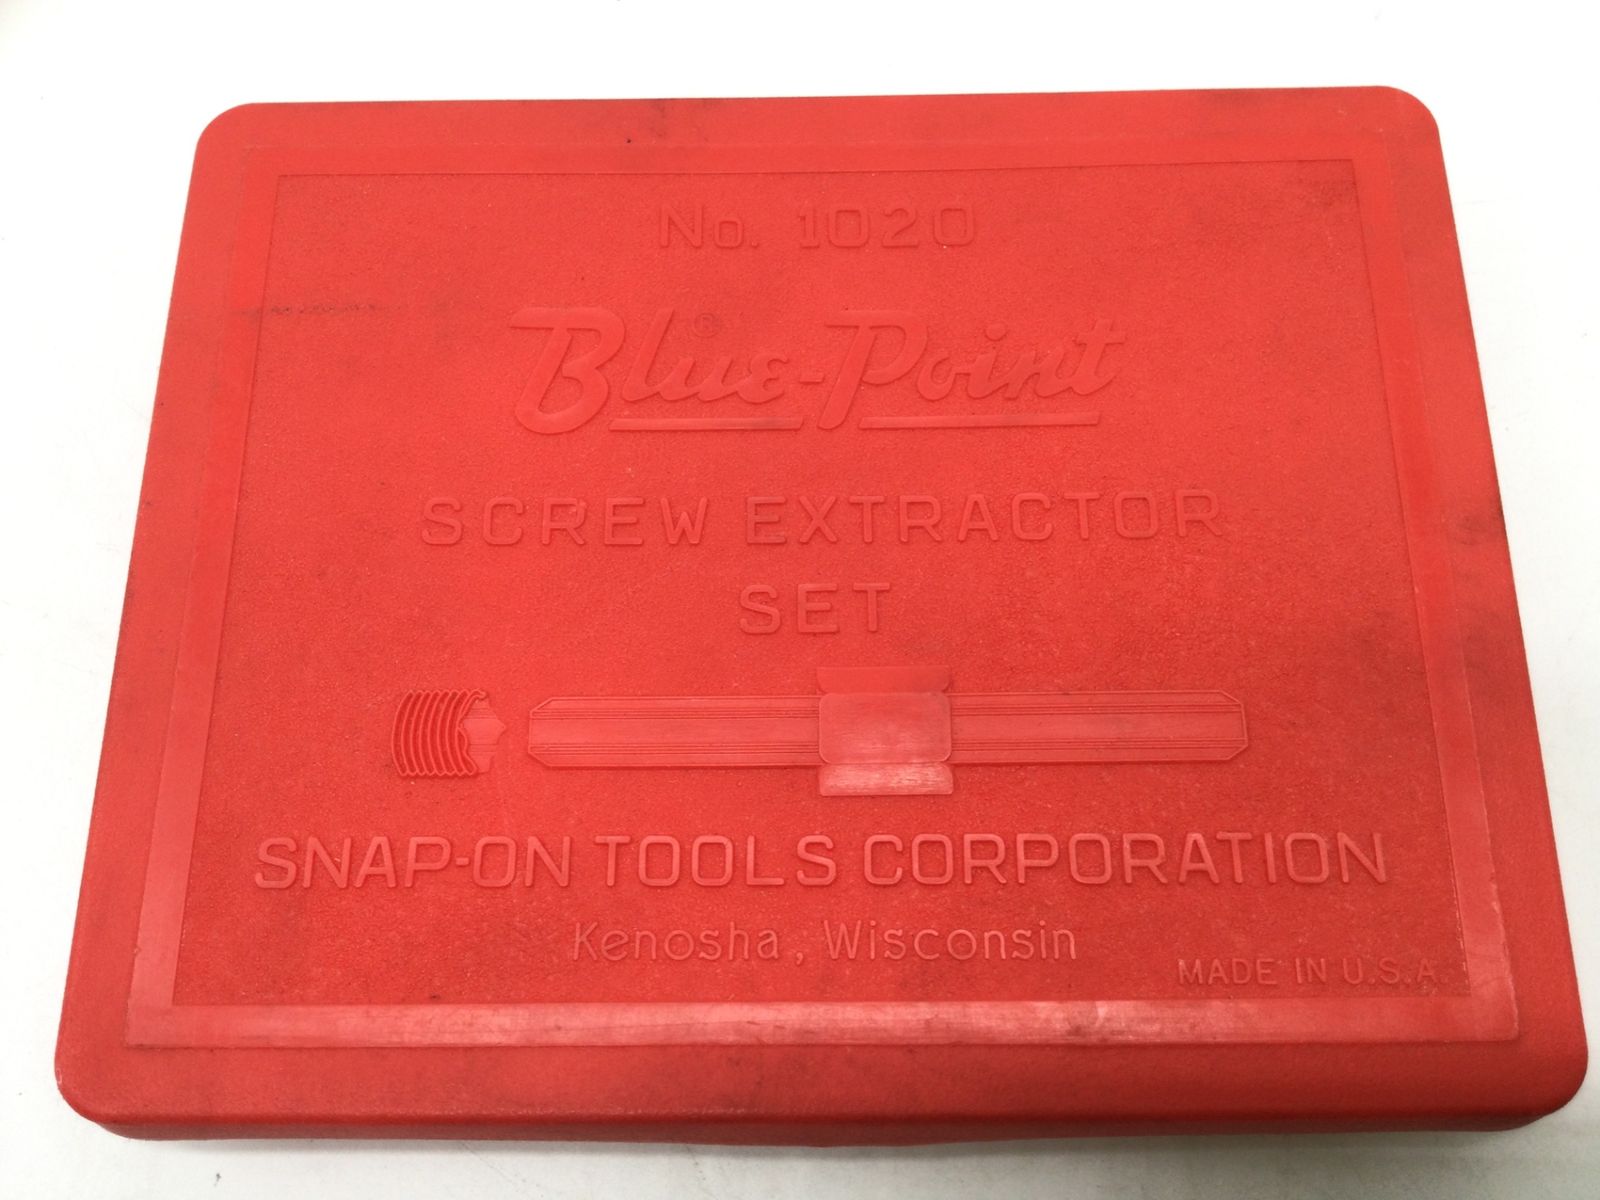 No. 1020
Blue-Point®
SCREW EXTRACTOR
SET
SNAP-ON TOOLS CORPORATION
Kenosha, Wisconsin
MADE IN U.S.A.